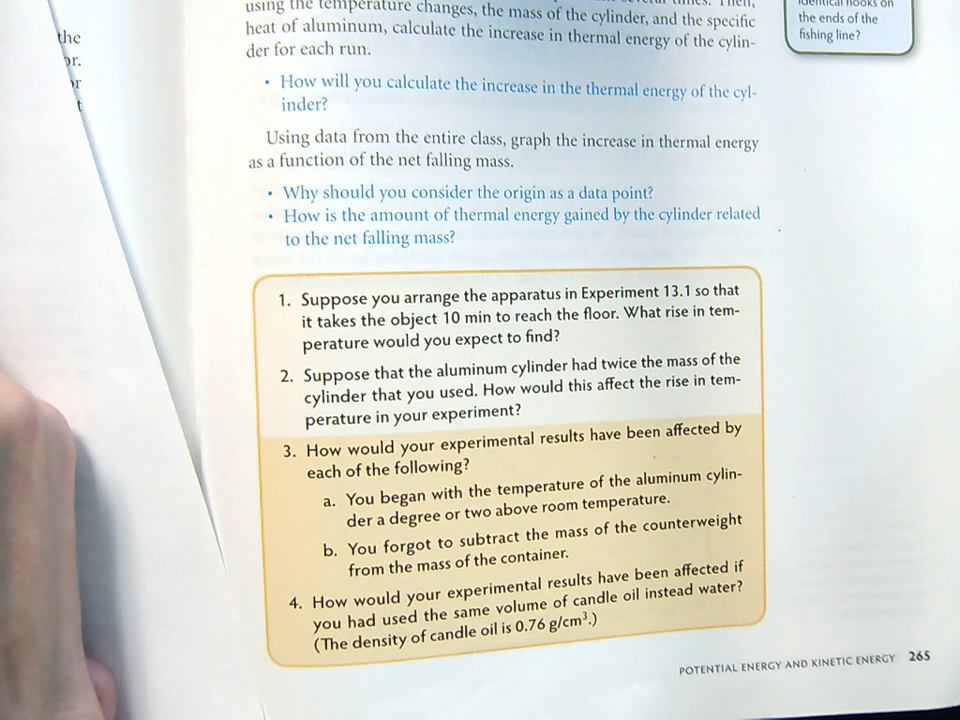 the
or.
or
t
using the temperature changes, the mass of the cylinder, and the specific
heat of aluminum, calculate the increase in thermal energy of the cylin-
der for each run.
identical hooks on
the ends of the
fishing line?
• How will you calculate the increase in the thermal energy of the cyl-
inder?
Using data from the entire class, graph the increase in thermal energy
as a function of the net falling mass.
• Why should you consider the origin as a data point?
• How is the amount of thermal energy gained by the cylinder related
to the net falling mass?
1. Suppose you arrange the apparatus in Experiment 13.1 so that
it takes the object 10 min to reach the floor. What rise in tem-
perature would you expect to find?
2. Suppose that the aluminum cylinder had twice the mass of the
cylinder that you used. How would this affect the rise in tem-
perature in your experiment?
3. How would your experimental results have been affected by
each of the following?
a. You began with the temperature of the aluminum cylin-
der a degree or two above room temperature.
b. You forgot to subtract the mass of the counterweight
from the mass of the container.
4. How would your experimental results have been affected if
you had used the same volume of candle oil instead water?
(The density of candle oil is 0.76 g/cm³.)
POTENTIAL ENERGY AND KINETIC ENERGY 265